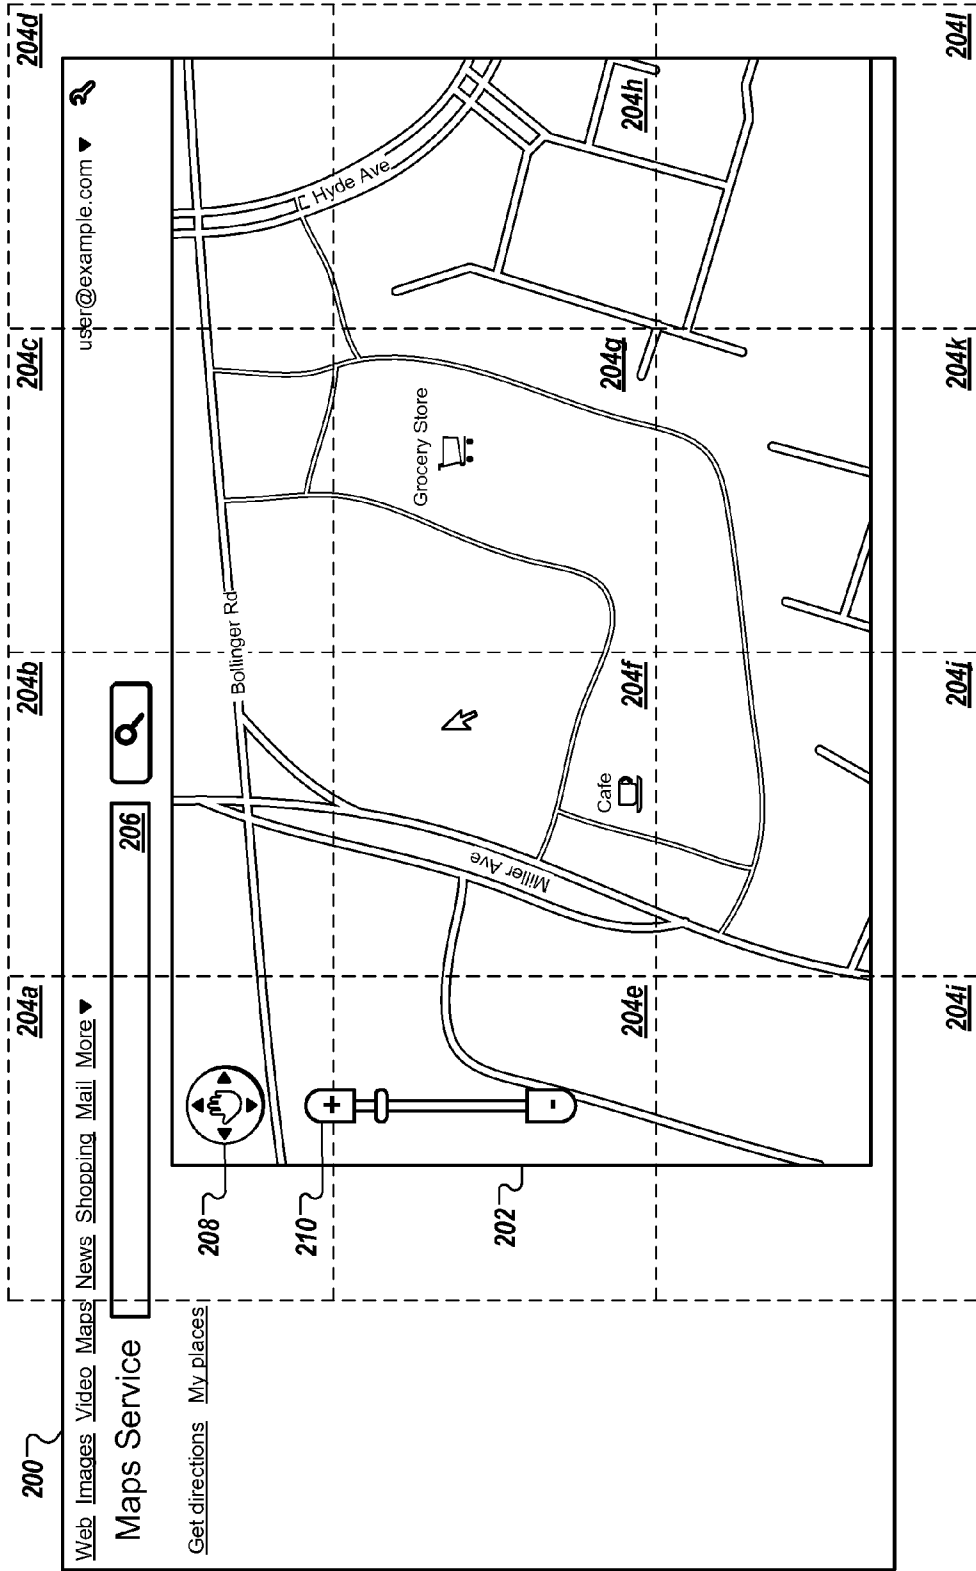 200
204a
204b
204c
204d
Web Images Video Maps News Shopping Mail More
user@example.com
Maps Service
206
Get directions My places
208
210
202
Bollinger Rd
Hyde Ave
Miller Ave
Grocery Store
Cafe
+
-
204e
204f
204g
204h
204i
204j
204k
204l